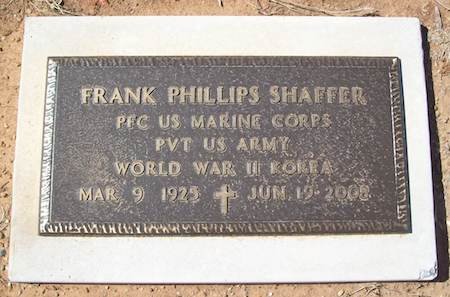 FRANK PHILLIPS SHAFFER
PFC US MARINE CORPS
PVT US ARMY
WORLD WAR II KOREA
MAR 9 1925 ✝ JUN 19 2008